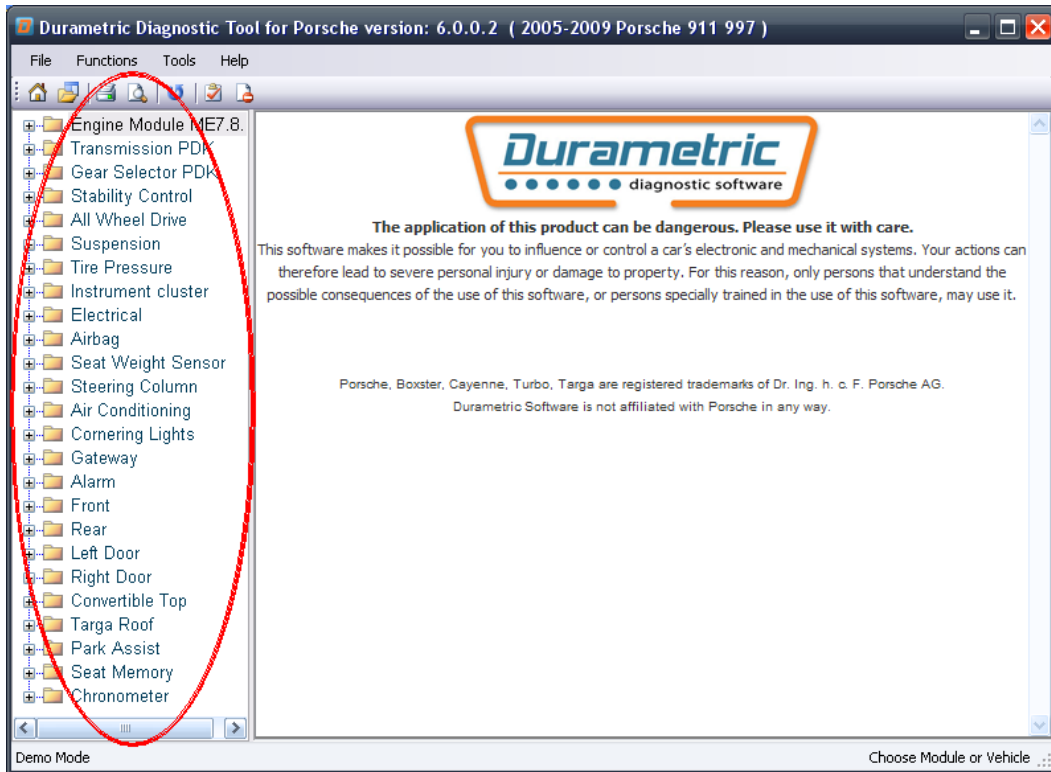 Durametric Diagnostic Tool for Porsche version: 6.0.0.2 ( 2005-2009 Porsche 911 997 )
File Functions Tools Help
Engine Module ME7.8.
Transmission PDK
Gear Selector PDK
Stability Control
All Wheel Drive
Suspension
Tire Pressure
Instrument cluster
Electrical
Airbag
Seat Weight Sensor
Steering Column
Air Conditioning
Cornering Lights
Gateway
Alarm
Front
Rear
Left Door
Right Door
Convertible Top
Targa Roof
Park Assist
Seat Memory
Chronometer
Durametric
diagnostic software
The application of this product can be dangerous. Please use it with care.
This software makes it possible for you to influence or control a car's electronic and mechanical systems. Your actions can
therefore lead to severe personal injury or damage to property. For this reason, only persons that understand the
possible consequences of the use of this software, or persons specially trained in the use of this software, may use it.
Porsche, Boxster, Cayenne, Turbo, Targa are registered trademarks of Dr. Ing. h. c. F. Porsche AG.
Durametric Software is not affiliated with Porsche in any way.
Demo Mode
Choose Module or Vehicle